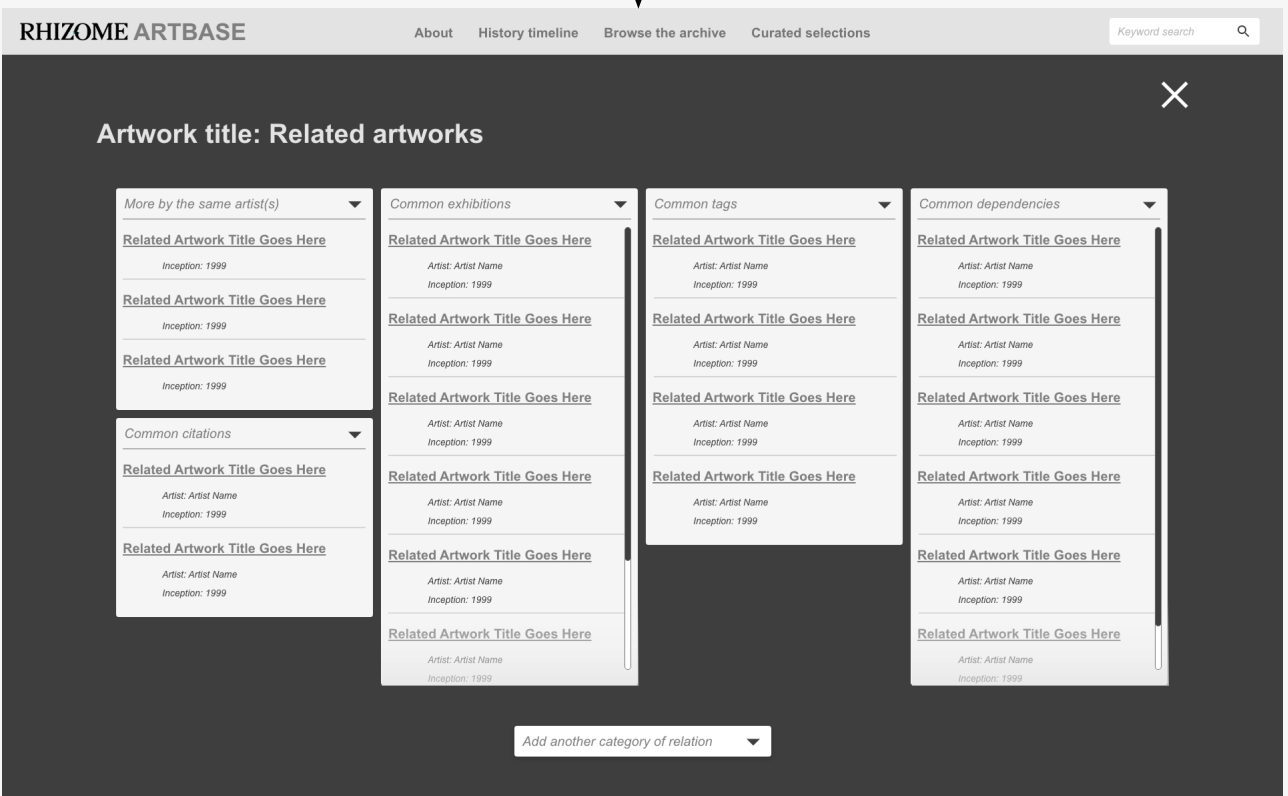 RHIZOME ARTBASE
About
History timeline
Browse the archive
Curated selections
Keyword search
Artwork title: Related artworks
More by the same artist(s)
Related Artwork Title Goes Here
Inception: 1999
Related Artwork Title Goes Here
Inception: 1999
Related Artwork Title Goes Here
Inception: 1999
Common citations
Related Artwork Title Goes Here
Artist: Artist Name
Inception: 1999
Related Artwork Title Goes Here
Artist: Artist Name
Inception: 1999
Common exhibitions
Related Artwork Title Goes Here
Artist: Artist Name
Inception: 1999
Related Artwork Title Goes Here
Artist: Artist Name
Inception: 1999
Related Artwork Title Goes Here
Artist: Artist Name
Inception: 1999
Related Artwork Title Goes Here
Artist: Artist Name
Inception: 1999
Related Artwork Title Goes Here
Artist: Artist Name
Inception: 1999
Related Artwork Title Goes Here
Artist: Artist Name
Inception: 1999
Common tags
Related Artwork Title Goes Here
Artist: Artist Name
Inception: 1999
Related Artwork Title Goes Here
Artist: Artist Name
Inception: 1999
Related Artwork Title Goes Here
Artist: Artist Name
Inception: 1999
Related Artwork Title Goes Here
Artist: Artist Name
Inception: 1999
Common dependencies
Related Artwork Title Goes Here
Artist: Artist Name
Inception: 1999
Related Artwork Title Goes Here
Artist: Artist Name
Inception: 1999
Related Artwork Title Goes Here
Artist: Artist Name
Inception: 1999
Related Artwork Title Goes Here
Artist: Artist Name
Inception: 1999
Related Artwork Title Goes Here
Artist: Artist Name
Inception: 1999
Related Artwork Title Goes Here
Artist: Artist Name
Inception: 1999
Add another category of relation